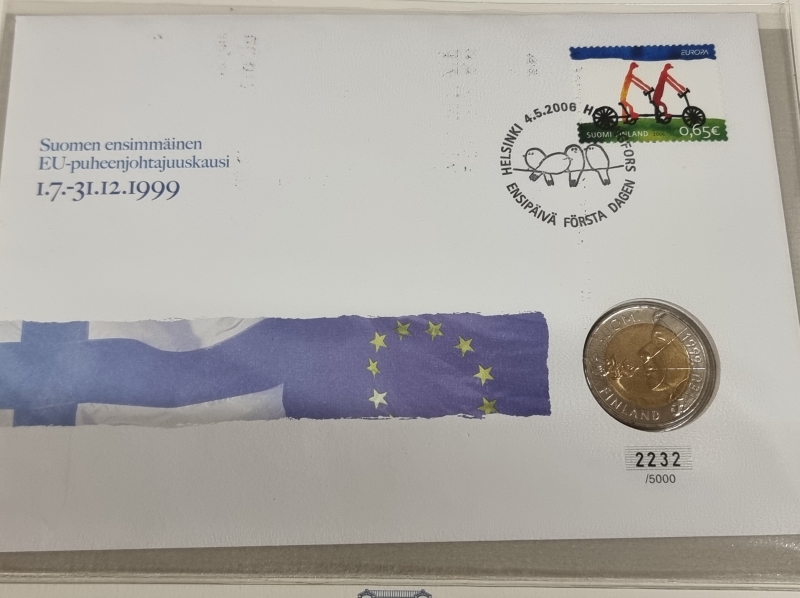 Suomen ensimmäinen
EU-puheenjohtajuuskausi
1.7.-31.12.1999
EUROPA
SUOMI FINLAND
0,65€
HELSINKI 4.5.2006
ENSIPÄIVÄ FÖRSTA DAGEN
1999
FINLAND
2232
/5000